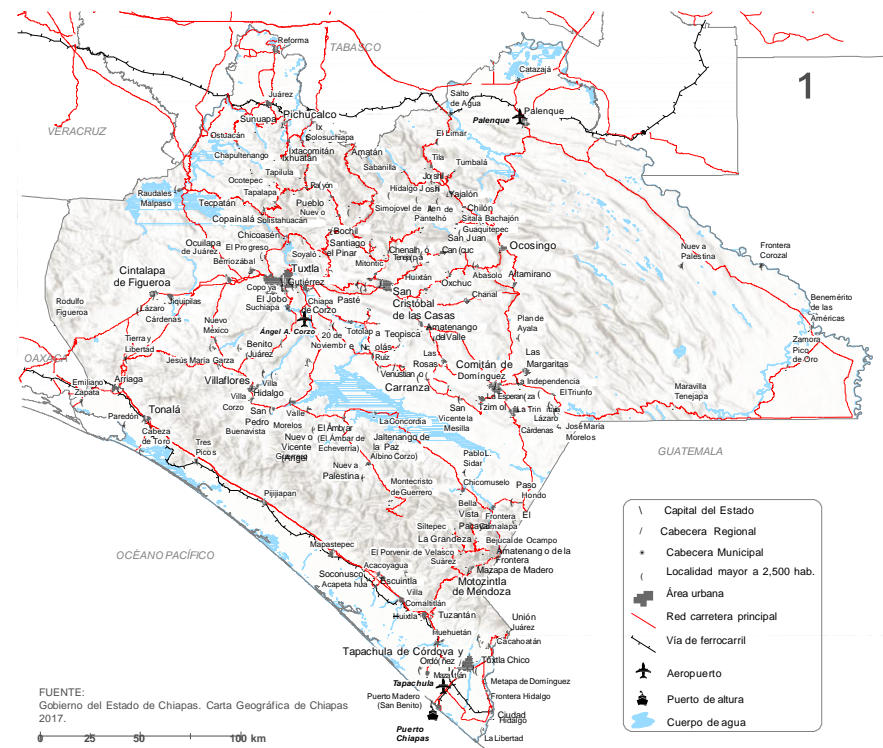 Reforma
TABASCO
1
Catazajá
Juárez
Salto
de Agua
Palenque
Palenque
VERACRUZ
Sunuapa
Pichucalco
Ix
Solosuchiapa
El Limar
Ostuacán
Ixtacomitán
Ixhuatán
Amatán
Chapultenango
Sabanilla
Tila
Tumbalá
Tapilula
Ocotepec
Hidalgo
Yajalón
Raudales
Malpaso
Tapalapa
Tecpatán
Pueblo
Nuevo
Simojovel de
Pantelhó
Chilón
Copainalá
Solistahuacán
Sitalá
Bachajón
Guaquitepec
Chicoasén
Bochil
Ocuilapa
de Juárez
El Progreso
Santiago
el Pinar
San Juan
Ocosingo
Soyaló
Berriozábal
Mitontic
Nueva
Palestina
Frontera
Corozal
Cintalapa
de Figueroa
Tuxtla
Gutiérrez
Huixtán
Abasolo
Altamirano
Oxchuc
El Jobo
Suchiapa
Chiapa
de Corzo
Pasté
San
Cristóbal
de las Casas
Chanal
Rodulfo
Figueroa
Jiquipilas
Lázaro
Cárdenas
Benemérito
de las
Américas
Nuevo
México
Ángel A. Corzo
20 de
Totolapa
Teopisca
Amatenango
del Valle
Plan de
Ayala
Tierra y
Libertad
Benito
Juárez
Ruiz
Zamora
Pico
de Oro
OAXACA
Jesús María Garza
Las
Rosas
Comitán de
Domínguez
Las
Margaritas
Emiliano
Zapata
Arriaga
Villaflores
Villa
Hidalgo
Carranza
La Independencia
El Triunfo
Maravilla
Tenejapa
Paredón
Tonalá
Villa
Corzo
San
Pedro
Buenavista
Valle
Morelos
La Concordia
San
Vicente la
Mesilla
Tzimol
Lázaro
Cárdenas
José María
Morelos
Cabeza
de Toro
Tres
Picos
Nuevo
Vicente
Guerrero
El Ámbar
(El Ámbar de
Echeverría)
Jaltenango de
la Paz
Albino Corzo)
GUATEMALA
Nueva
Palestina
Pablo L.
Sidar
Montecristo
de Guerrero
Chicomuselo
Paso
Hondo
Pijijiapan
Bella
Vista
Frontera
Comalapa
El
Siltepec
La Grandeza
Bejucal de Ocampo
OCÉANO PACÍFICO
Mapastepec
El Porvenir de Velasco
Suárez
Amatenango de la
Frontera
Mazapa de Madero
Acacoyagua
Soconusco
Acapetahua
Escuintla
Motozintla
de Mendoza
Villa
Comaltitlán
Huixtla
Tuzantán
Unión
Juárez
Huehuetán
Cacahoatán
Tapachula de Córdova y
Ordóñez
Tuxtla Chico
Mazatán
Tapachula
Metapa de Domínguez
Puerto Madero
(San Benito)
Frontera Hidalgo
Ciudad
Hidalgo
Puerto
Chiapas
La Libertad
Capital del Estado
Cabecera Regional
Cabecera Municipal
Localidad mayor a 2,500 hab.
Área urbana
Red carretera principal
Vía de ferrocarril
Aeropuerto
Puerto de altura
Cuerpo de agua
FUENTE:
Gobierno del Estado de Chiapas. Carta Geográfica de Chiapas
2017.
0 25 50 100 km